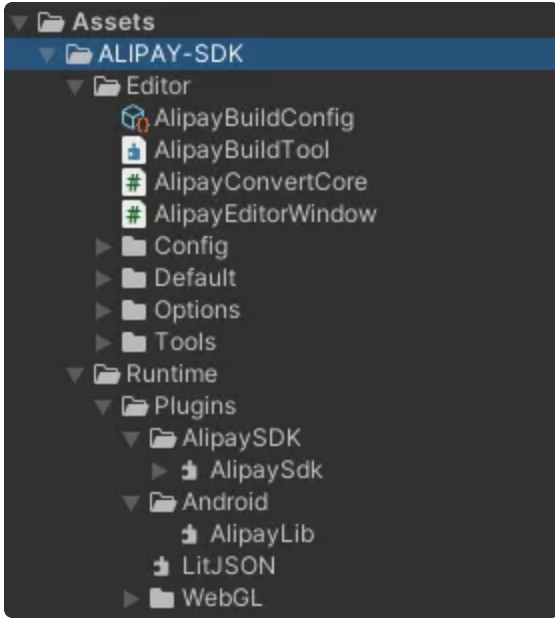 Assets
ALIPAY-SDK
Editor
AlipayBuildConfig
AlipayBuildTool
AlipayConvertCore
AlipayEditorWindow
Config
Default
Options
Tools
Runtime
Plugins
AlipaySDK
AlipaySdk
Android
AlipayLib
LitJSON
WebGL